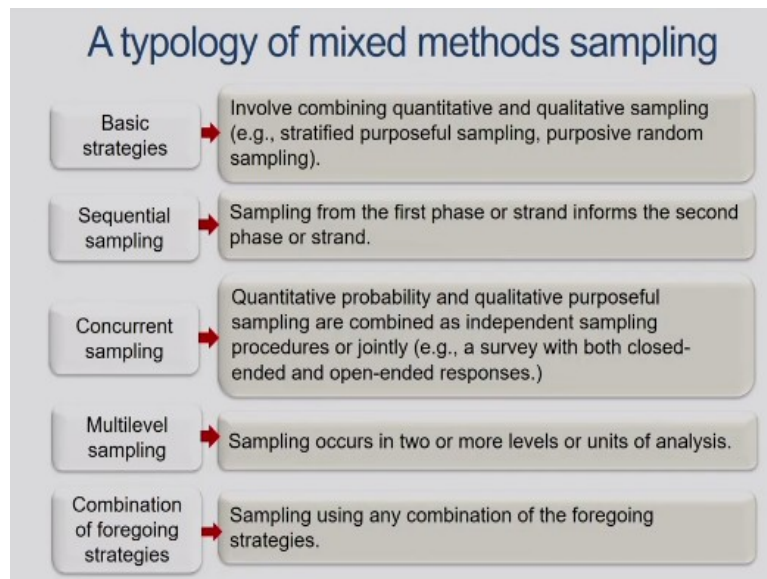 A typology of mixed methods sampling
Basic
strategies
Involve combining quantitative and qualitative sampling
(e.g., stratified purposeful sampling, purposive random
sampling).
Sequential
sampling
Sampling from the first phase or strand informs the second
phase or strand.
Concurrent
sampling
Quantitative probability and qualitative purposeful
sampling are combined as independent sampling
procedures or jointly (e.g., a survey with both closed-
ended and open-ended responses.)
Multilevel
sampling
Sampling occurs in two or more levels or units of analysis.
Combination
of foregoing
strategies
Sampling using any combination of the foregoing
strategies.